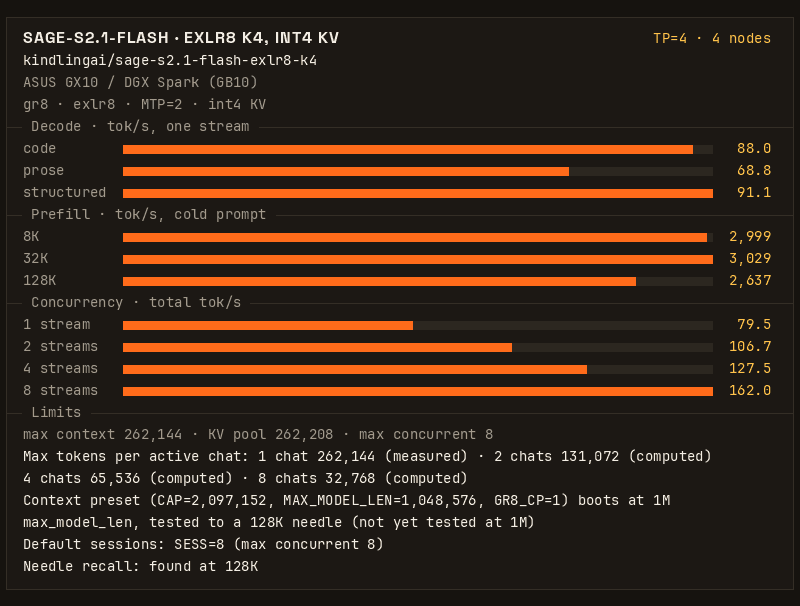 SAGE-S2.1-FLASH · EXLR8 K4, INT4 KV
TP=4 · 4 nodes
kindlingai/sage-s2.1-flash-exlr8-k4
ASUS GX10 / DGX Spark (GB10)
gr8 · exlr8 · MTP=2 · int4 KV
Decode · tok/s, one stream
code 88.0
prose 68.8
structured 91.1
Prefill · tok/s, cold prompt
8K 2,999
32K 3,029
128K 2,637
Concurrency · total tok/s
1 stream 79.5
2 streams 106.7
4 streams 127.5
8 streams 162.0
Limits
max context 262,144 · KV pool 262,208 · max concurrent 8
Max tokens per active chat: 1 chat 262,144 (measured) · 2 chats 131,072 (computed)
4 chats 65,536 (computed) · 8 chats 32,768 (computed)
Context preset (CAP=2,097,152, MAX_MODEL_LEN=1,048,576, GR8_CP=1) boots at 1M
max_model_len, tested to a 128K needle (not yet tested at 1M)
Default sessions: SESS=8 (max concurrent 8)
Needle recall: found at 128K